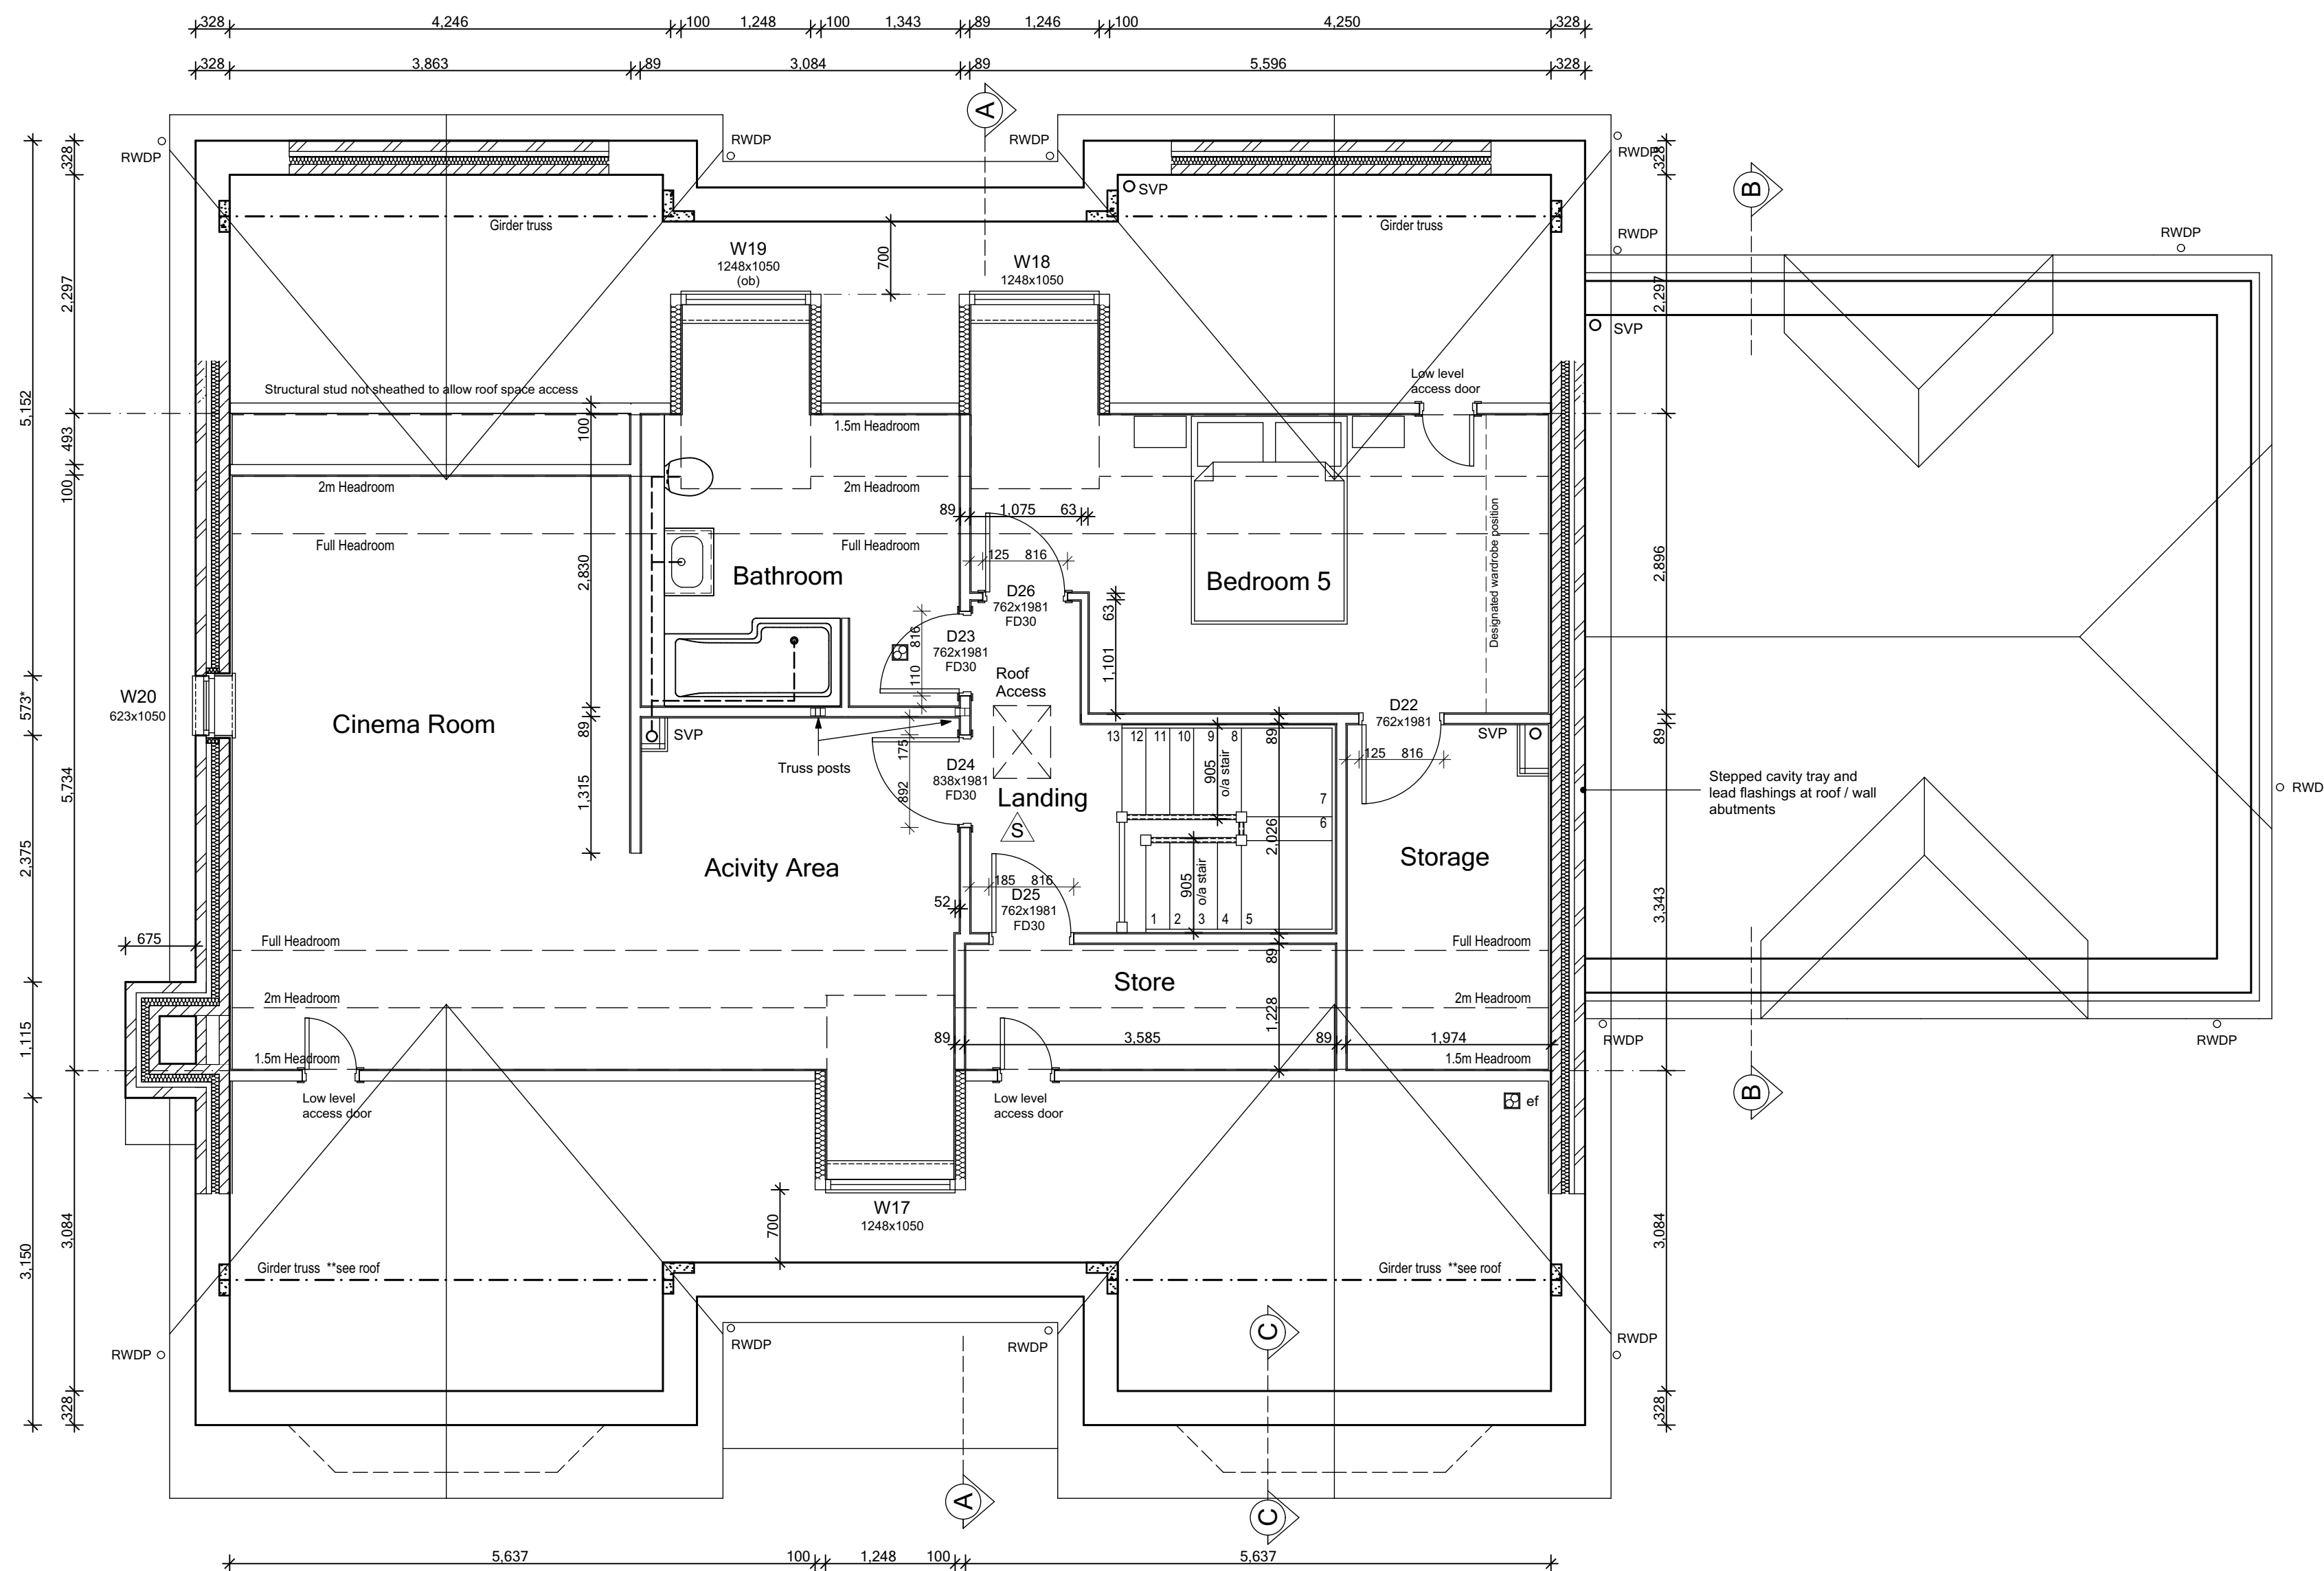 328 4,246 100 1,248 100 1,343 89 1,246 100 4,250 328
328 3,863 89 3,084 89 5,596 328
A
RWDP
RWDP
RWDP
RWDP
328
328
328
SVP
B
Girder truss
Girder truss
RWDP
RWDP
W19
1248x1050
(ob)
700
W18
1248x1050
2,297
2,297
SVP
5,152
Structural stud not sheathed to allow roof space access
Low level
access door
493
100
100
1.5m Headroom
2m Headroom
2m Headroom
89 1,075 63
Full Headroom
Full Headroom
125 816
Designated wardrobe position
2,830
2,896
Bathroom
Bedroom 5
D26
762x1981
FD30
63
1,101
816
110
D23
762x1981
FD30
Roof
Access
W20
623x1050
573*
Cinema Room
89
SVP
Truss posts
175
892
D24
838x1981
FD30
Landing
S
D22
762x1981
125 816
SVP
89
89
13 12 11 10 9 8
905
o/a stair
7
6
2,026
905
o/a stair
1 2 3 4 5
Stepped cavity tray and
lead flashings at roof / wall
abutments
RWD
5,734
1,315
2,375
Acivity Area
Storage
185 816
D25
762x1981
FD30
52
3,343
675
Full Headroom
Full Headroom
89
Store
2m Headroom
2m Headroom
1,228
1,115
89 3,585 89 1,974
RWDP
RWDP
1.5m Headroom
1.5m Headroom
Low level
access door
Low level
access door
ef
B
W17
1248x1050
700
3,150
3,084
3,084
Girder truss **see roof
Girder truss **see roof
C
RWDP
RWDP
RWDP
RWDP
328
328
A
C
5,637 100 1,248 100 5,637